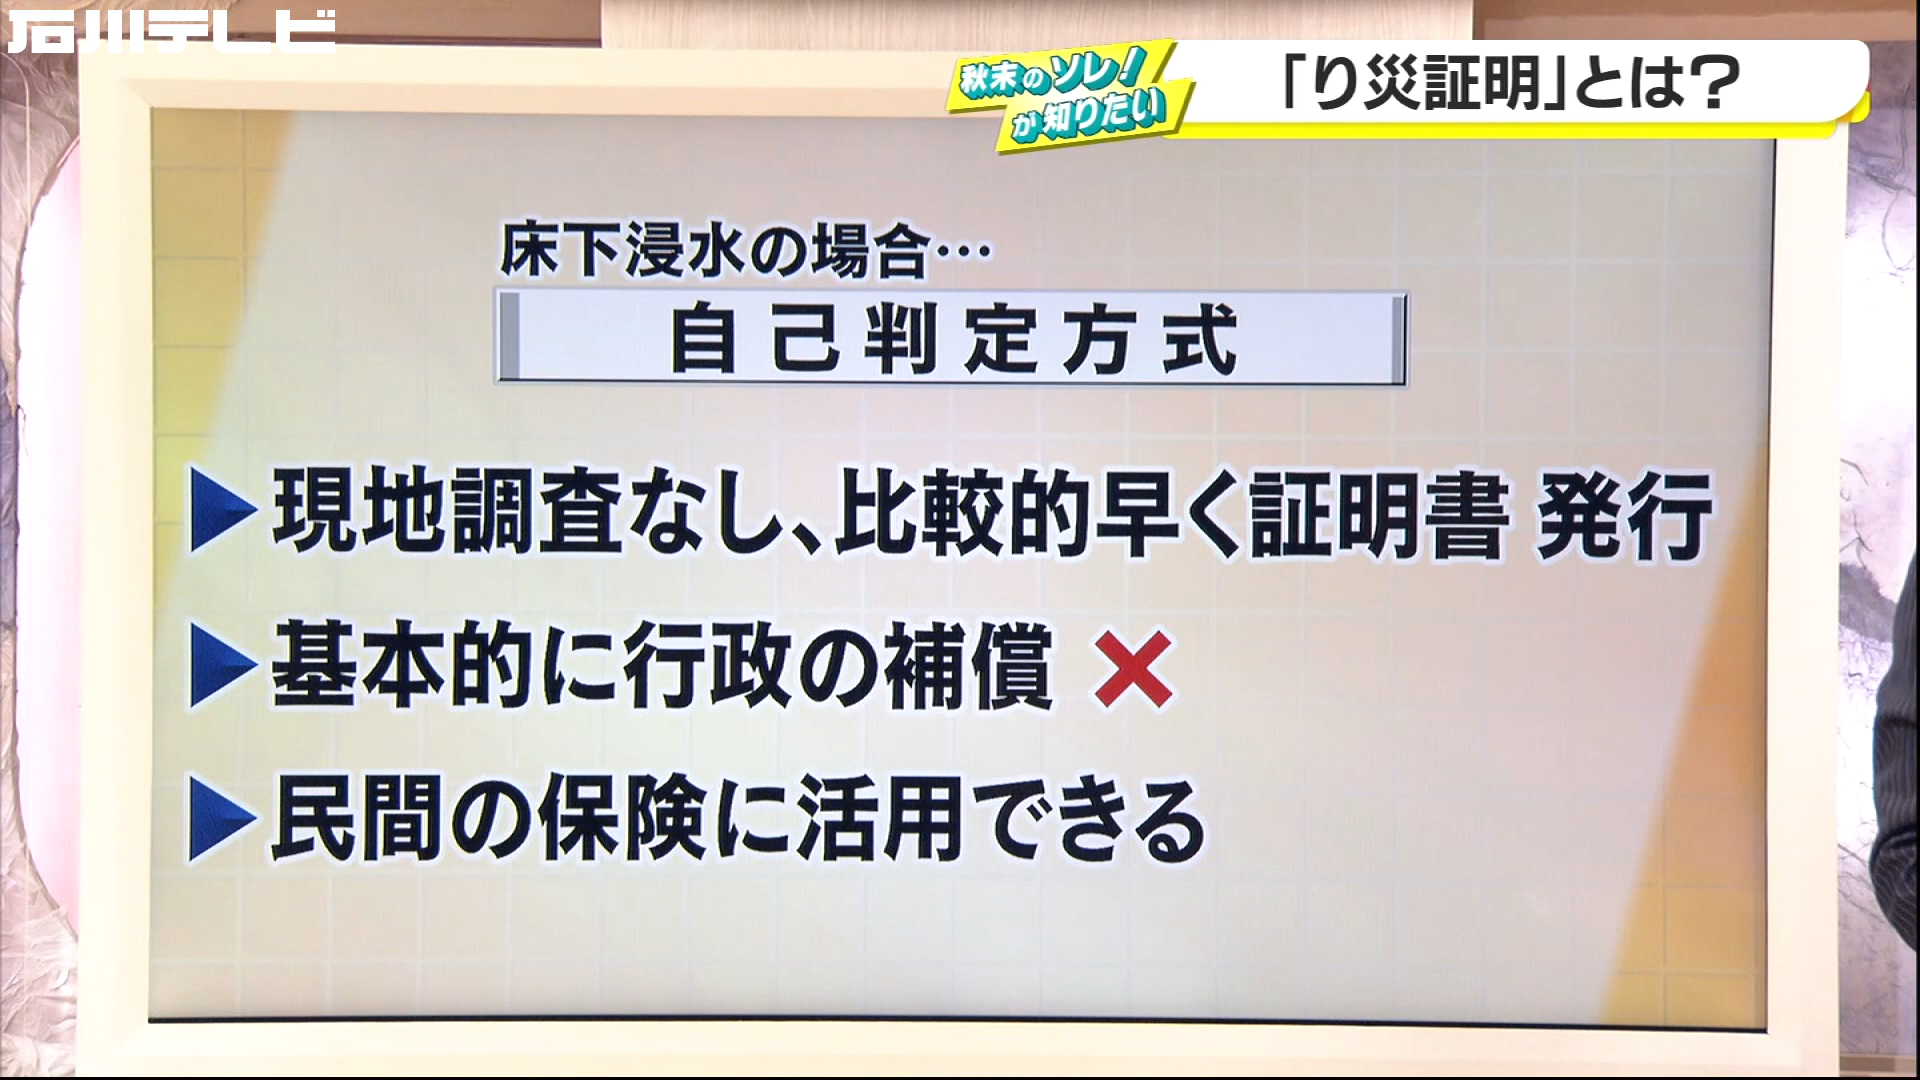 石川テレビ
秋末のソレ!
が知りたい
「り災証明」とは?
床下浸水の場合…
自己判定方式
▶現地調査なし、比較的早く証明書 発行
▶基本的に行政の補償 ×
▶民間の保険に活用できる